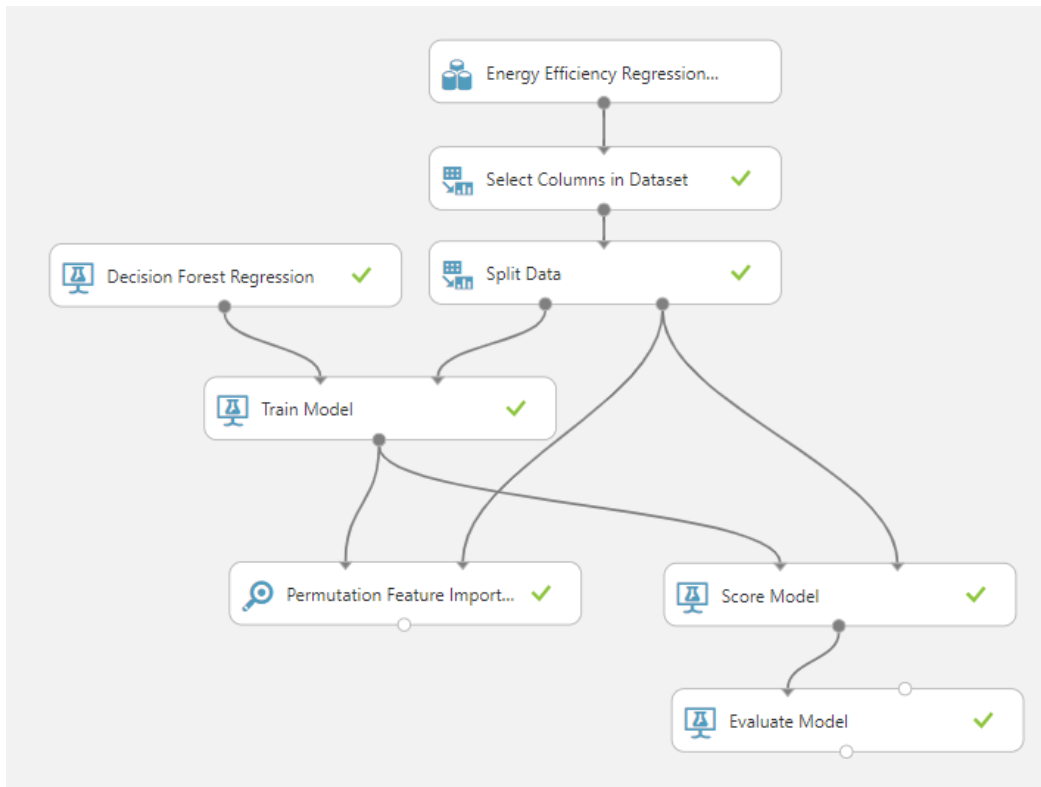 Energy Efficiency Regression...
Select Columns in Dataset
Decision Forest Regression
Split Data
Train Model
Permutation Feature Import...
Score Model
Evaluate Model